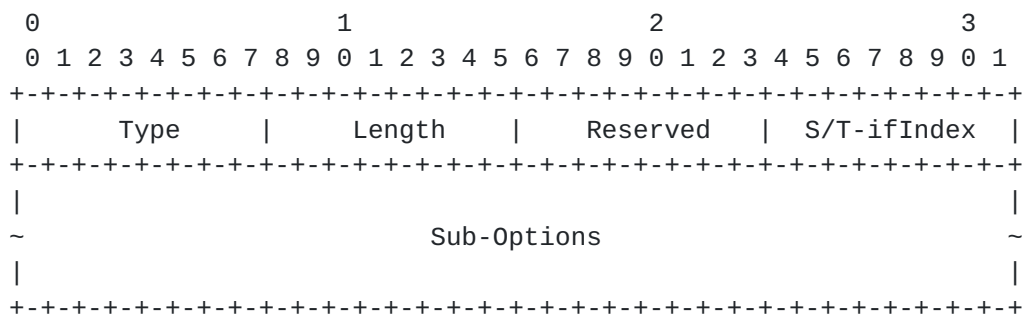 0                   1                   2                   3
 0 1 2 3 4 5 6 7 8 9 0 1 2 3 4 5 6 7 8 9 0 1 2 3 4 5 6 7 8 9 0 1
+-+-+-+-+-+-+-+-+-+-+-+-+-+-+-+-+-+-+-+-+-+-+-+-+-+-+-+-+-+-+-+-+
|      Type     |     Length    |    Reserved   |  S/T-ifIndex  |
+-+-+-+-+-+-+-+-+-+-+-+-+-+-+-+-+-+-+-+-+-+-+-+-+-+-+-+-+-+-+-+-+
|                                                               |
~                          Sub-Options                          ~
|                                                               |
+-+-+-+-+-+-+-+-+-+-+-+-+-+-+-+-+-+-+-+-+-+-+-+-+-+-+-+-+-+-+-+-+